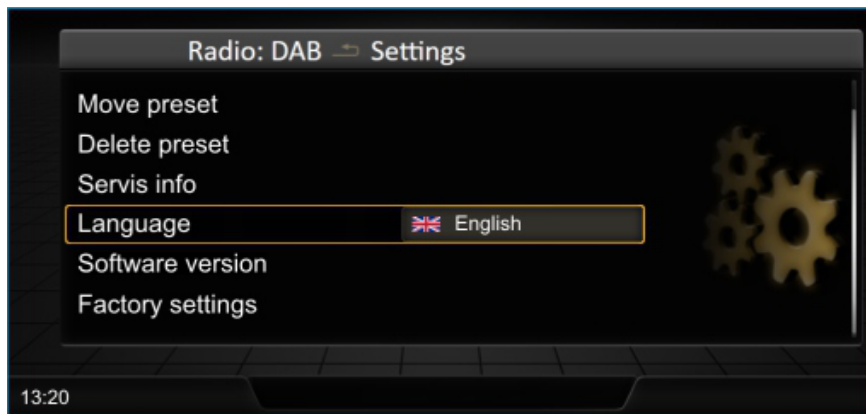 Radio: DAB Settings
Move preset
Delete preset
Servis info
Language English
Software version
Factory settings
13:20